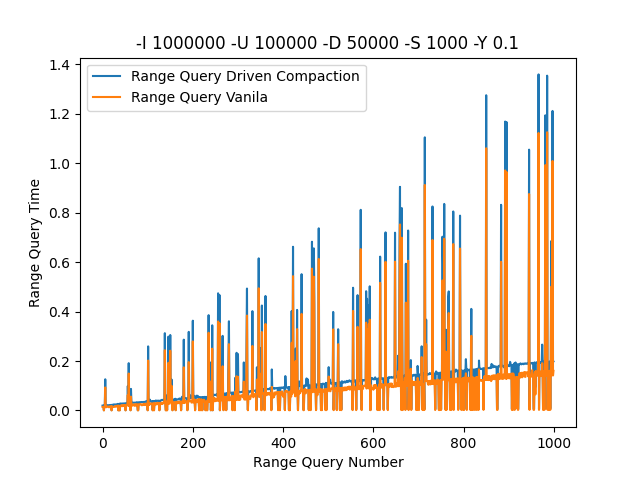 -I 1000000 -U 100000 -D 50000 -S 1000 -Y 0.1
Range Query Driven Compaction
Range Query Vanila
1.4
1.2
1.0
0.8
0.6
0.4
0.2
0.0
Range Query Time
0 200 400 600 800 1000
Range Query Number